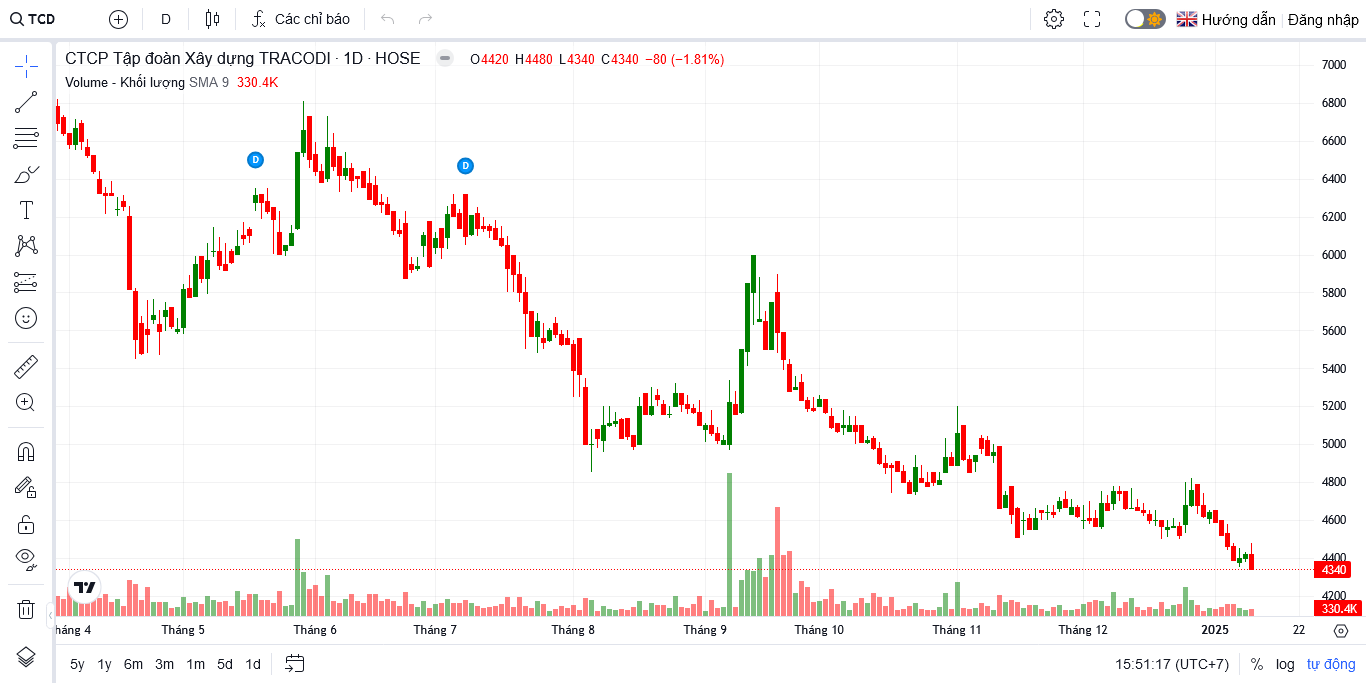 TCD D Các chỉ báo Hướng dẫn Đăng nhập
CTCP Tập đoàn Xây dựng TRACODI · 1D · HOSE O4420 H4480 L4340 C4340 −80 (−1.81%)
Volume - Khối lượng SMA 9 330.4K
D
D
7000
6800
6600
6400
6200
6000
5800
5600
5400
5200
5000
4800
4600
4400
4340
4200
330.4K
háng 4 Tháng 5 Tháng 6 Tháng 7 Tháng 8 Tháng 9 Tháng 10 Tháng 11 Tháng 12 2025 22
5y 1y 6m 3m 1m 5d 1d 15:51:17 (UTC+7) % log tự động